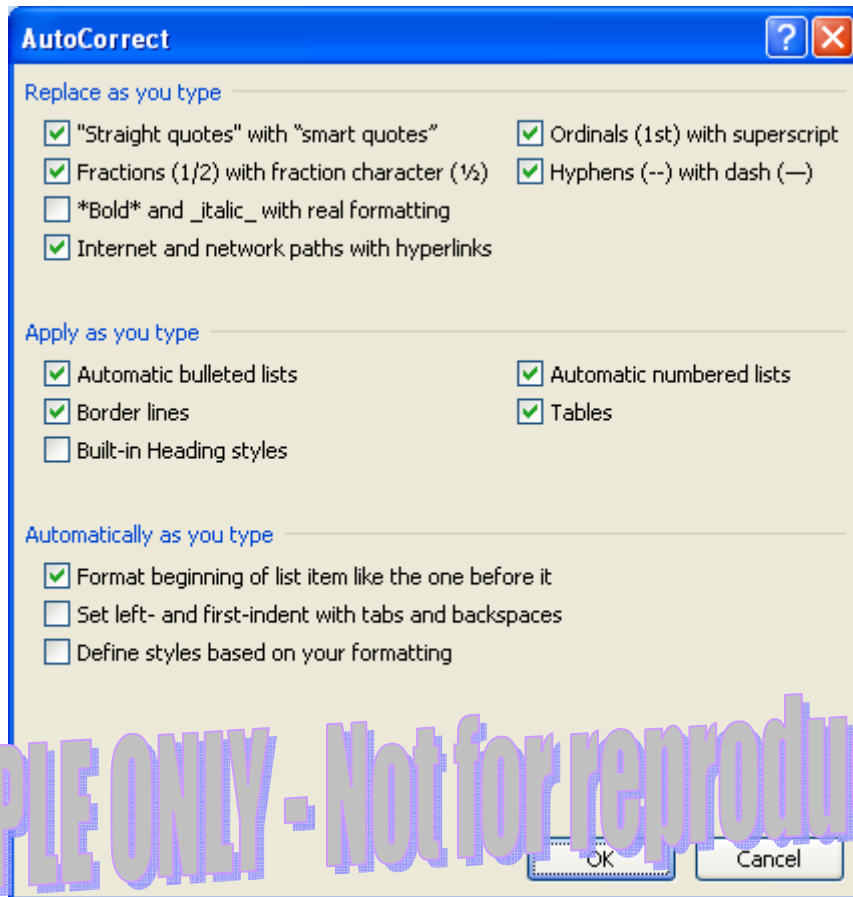 AutoCorrect
Replace as you type
"Straight quotes" with “smart quotes”
Ordinals (1st) with superscript
Fractions (1/2) with fraction character (½)
Hyphens (--) with dash (—)
*Bold* and _italic_ with real formatting
Internet and network paths with hyperlinks
Apply as you type
Automatic bulleted lists
Automatic numbered lists
Border lines
Tables
Built-in Heading styles
Automatically as you type
Format beginning of list item like the one before it
Set left- and first-indent with tabs and backspaces
Define styles based on your formatting
PLE ONLY - Not for reprodu
OK
Cancel